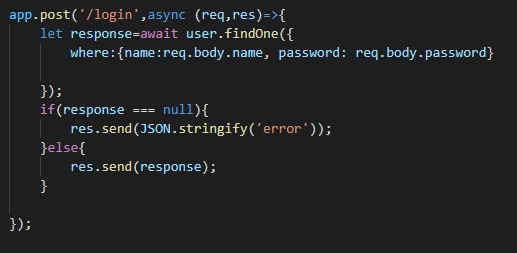 app.post('/login',async (req,res)=>{
    let response=await user.findOne({
        where:{name:req.body.name, password: req.body.password}
    });
    if(response === null){
        res.send(JSON.stringify('error'));
    }else{
        res.send(response);
    }
});